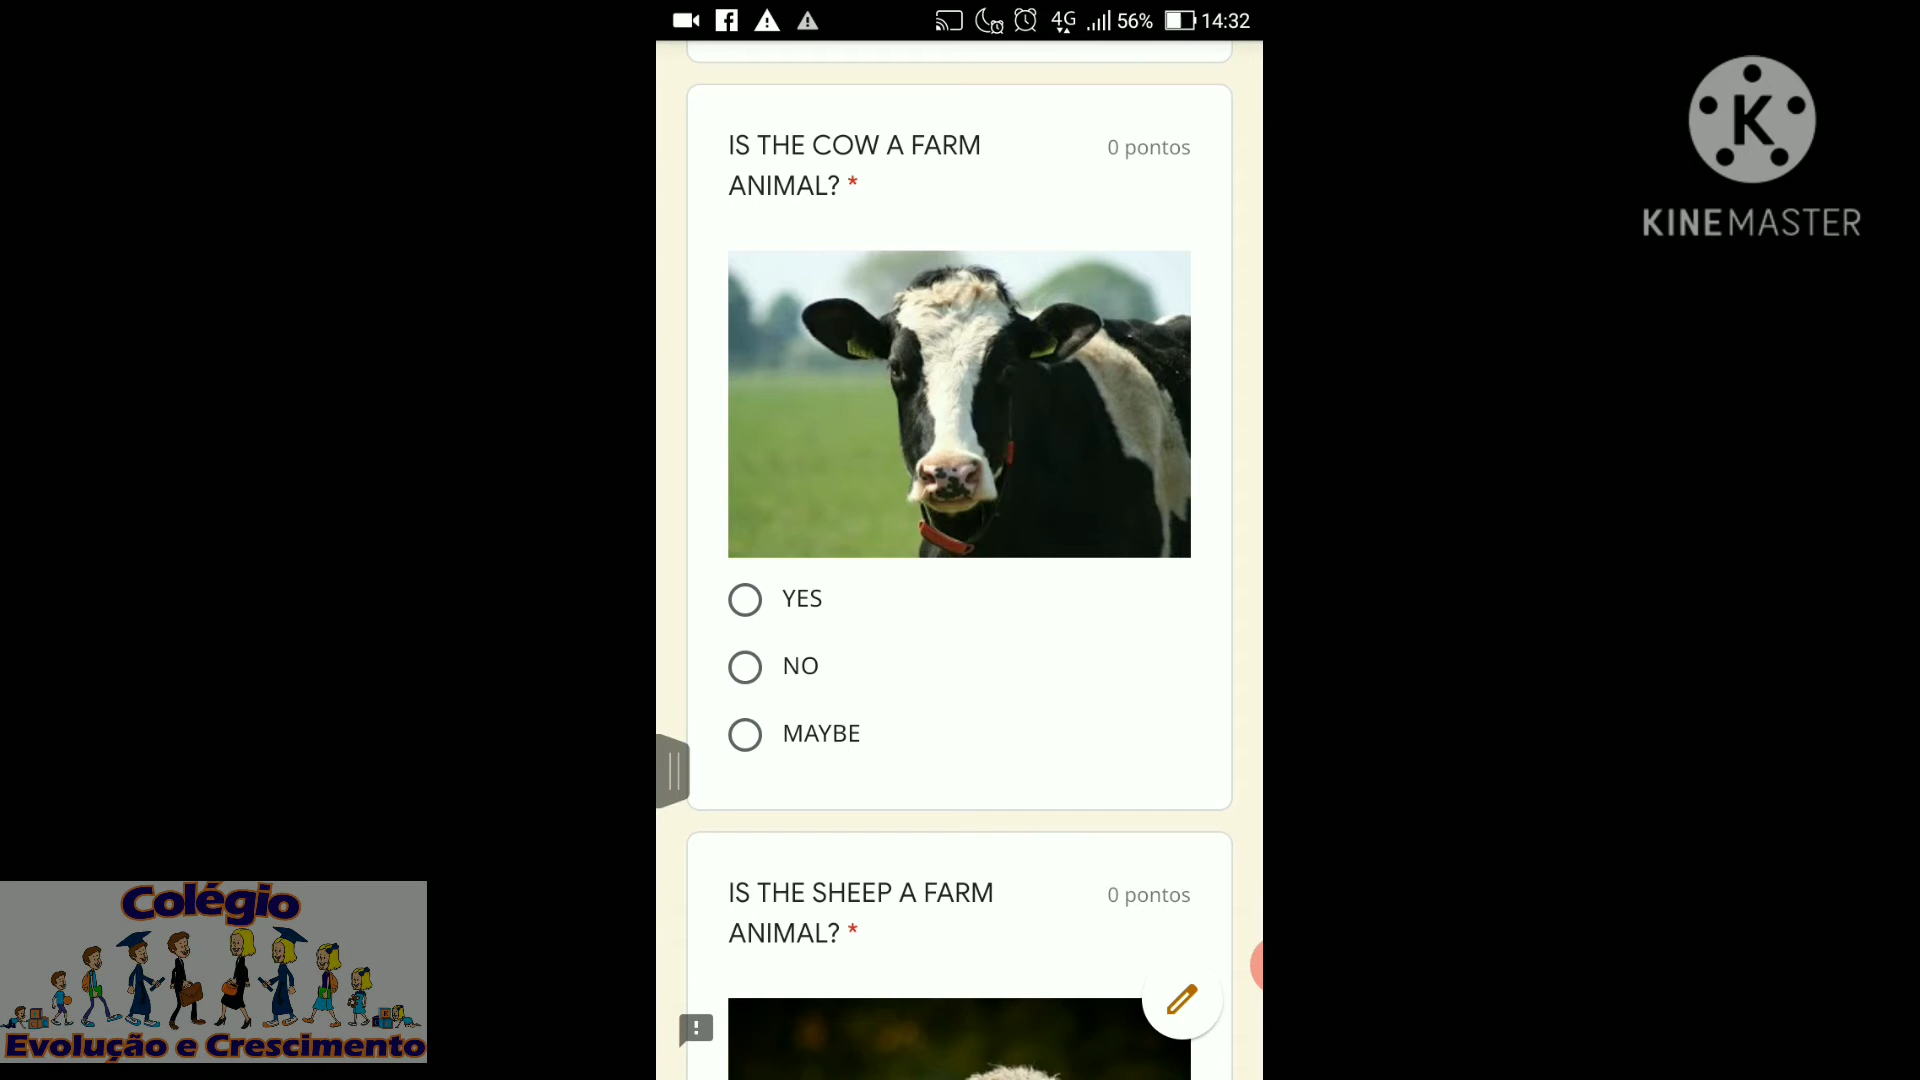 4G 56% 14:32
IS THE COW A FARM
ANIMAL? *
0 pontos
YES
NO
MAYBE
IS THE SHEEP A FARM
ANIMAL? *
0 pontos
K
KINEMASTER
Colégio
Evolução e Crescimento